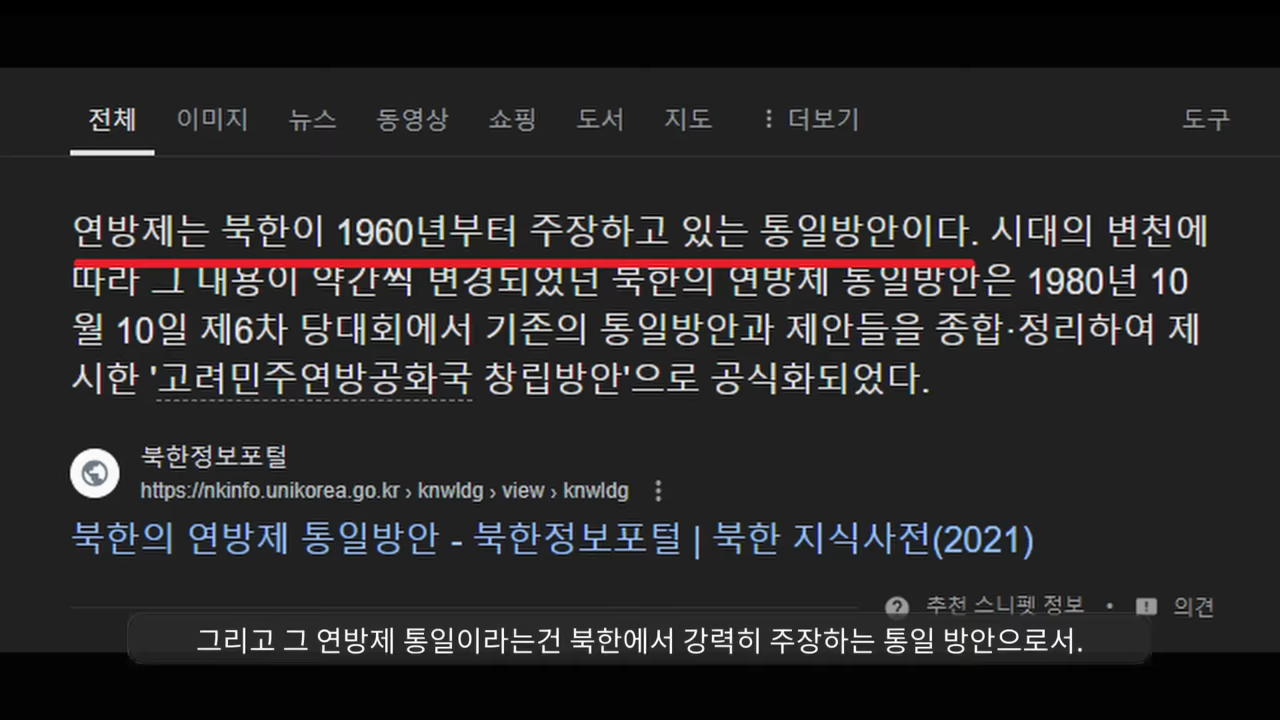 전체 이미지 뉴스 동영상 쇼핑 도서 지도 더보기 도구
연방제는 북한이 1960년부터 주장하고 있는 통일방안이다. 시대의 변천에
따라 그 내용이 약간씩 변경되었던 북한의 연방제 통일방안은 1980년 10
월 10일 제6차 당대회에서 기존의 통일방안과 제안들을 종합·정리하여 제
시한 '고려민주연방공화국 창립방안'으로 공식화되었다.
북한정보포털
https://nkinfo.unikorea.go.kr › knwldg › view › knwldg
북한의 연방제 통일방안 - 북한정보포털 | 북한 지식사전(2021)
추천 스니펫 정보 • 의견
그리고 그 연방제 통일이라는건 북한에서 강력히 주장하는 통일 방안으로서.